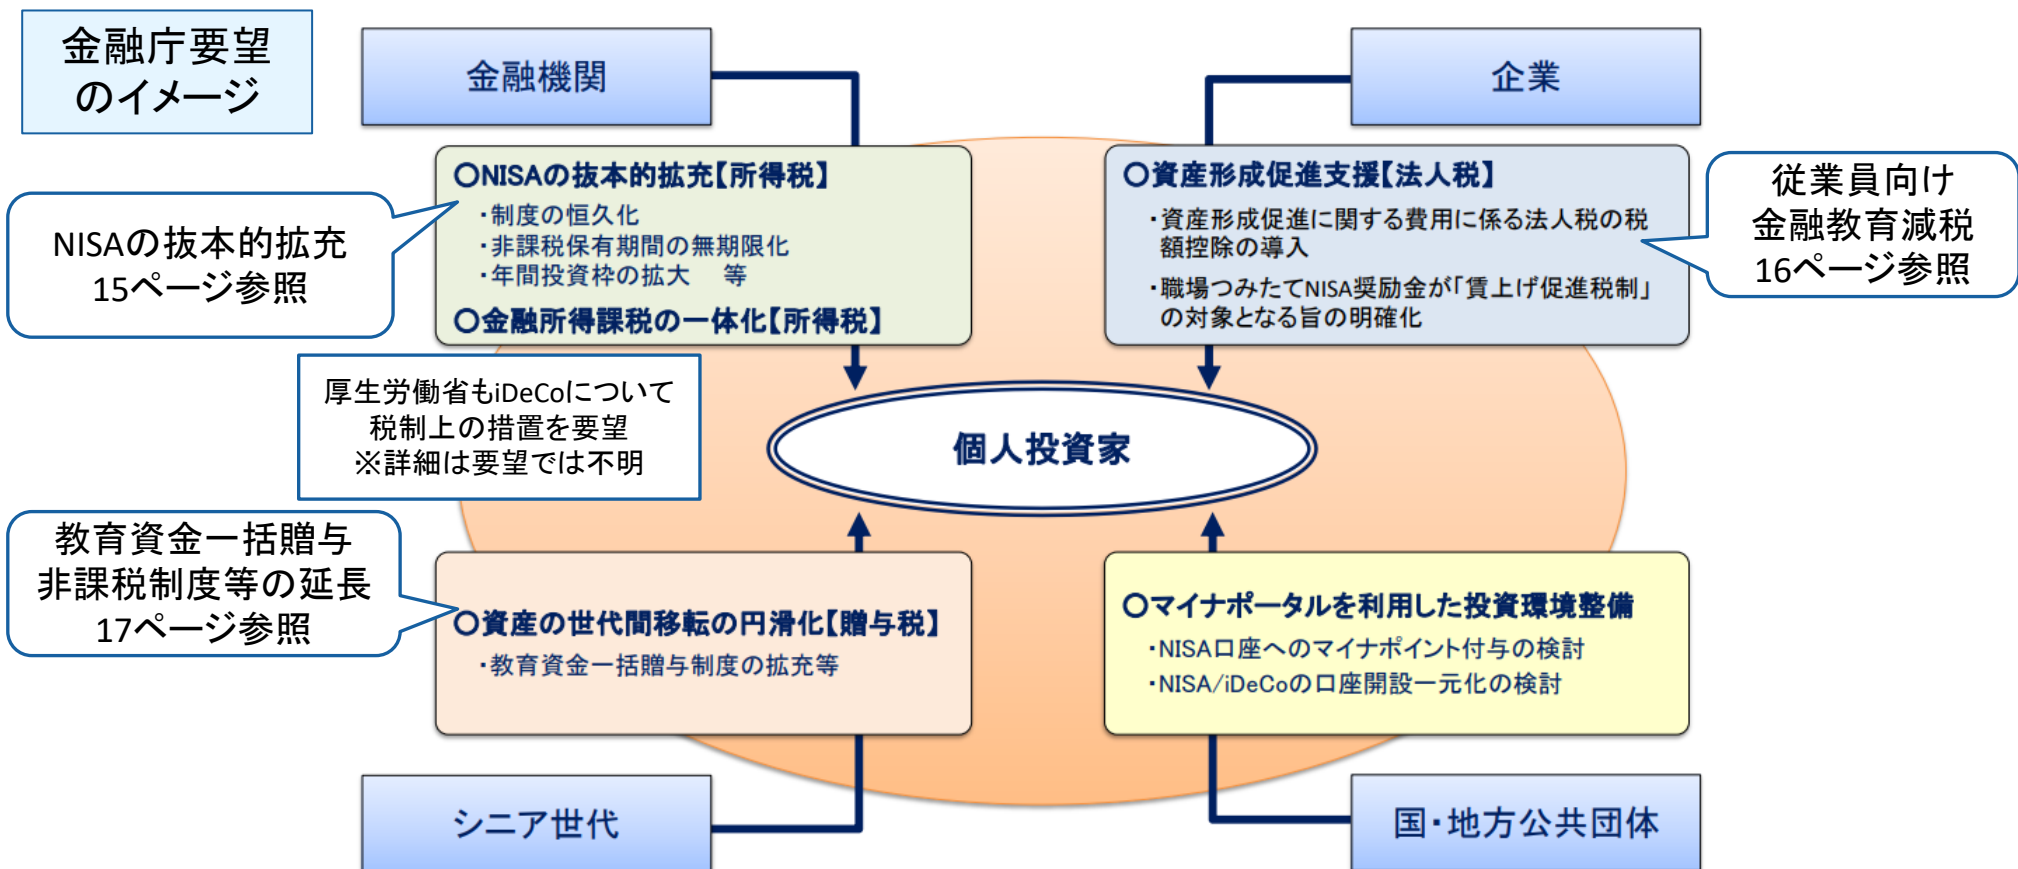 金融庁要望
のイメージ
金融機関
企業
○NISAの抜本的拡充【所得税】
・制度の恒久化
・非課税保有期間の無期限化
・年間投資枠の拡大　等
○金融所得課税の一体化【所得税】
NISAの抜本的拡充
15ページ参照
○資産形成促進支援【法人税】
・資産形成促進に関する費用に係る法人税の税
額控除の導入
・職場つみたてNISA奨励金が「賃上げ促進税制」
の対象となる旨の明確化
従業員向け
金融教育減税
16ページ参照
厚生労働省もiDeCoについて
税制上の措置を要望
※詳細は要望では不明
個人投資家
教育資金一括贈与
非課税制度等の延長
17ページ参照
○資産の世代間移転の円滑化【贈与税】
・教育資金一括贈与制度の拡充等
○マイナポータルを利用した投資環境整備
・NISA口座へのマイナポイント付与の検討
・NISA/iDeCoの口座開設一元化の検討
シニア世代
国・地方公共団体